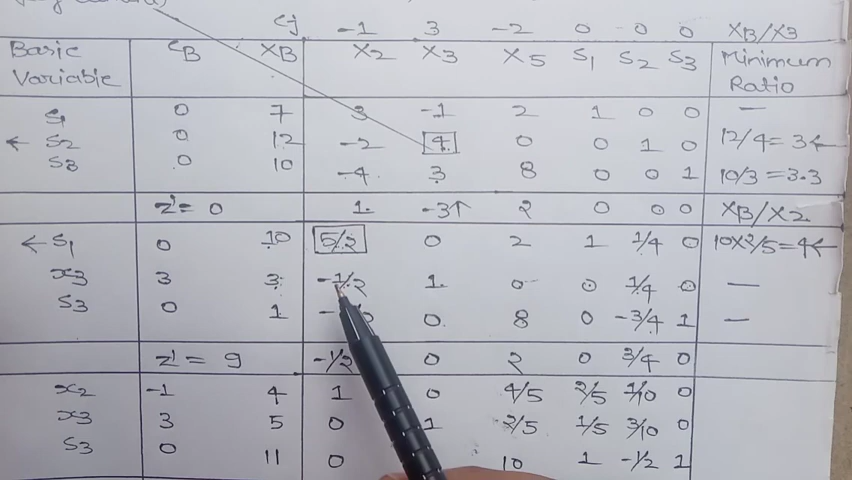 Cj -1 3 -2 0 0 0 XB/X3
Basic Variable CB XB X2 X3 X5 S1 S2 S3 Minimum Ratio
S1 0 7 3 -1 2 1 0 0 —
← S2 0 12 -2 4 0 0 1 0 12/4 = 3 ←
S3 0 10 -4 3 8 0 0 1 10/3 = 3.3
z' = 0 1 -3↑ 2 0 0 0 XB/X2
← S1 0 10 5/2 0 2 1 1/4 0 10x2/5 = 4 ←
x3 3 3 -1/2 1 0 0 1/4 0 —
S3 0 1 0 8 0 -3/4 1 —
z' = 9 -1/2 0 2 0 3/4 0
x2 -1 4 1 0 4/5 2/5 1/10 0
x3 3 5 0 1 2/5 1/5 3/10 0
S3 0 11 0 10 1 -1/2 1